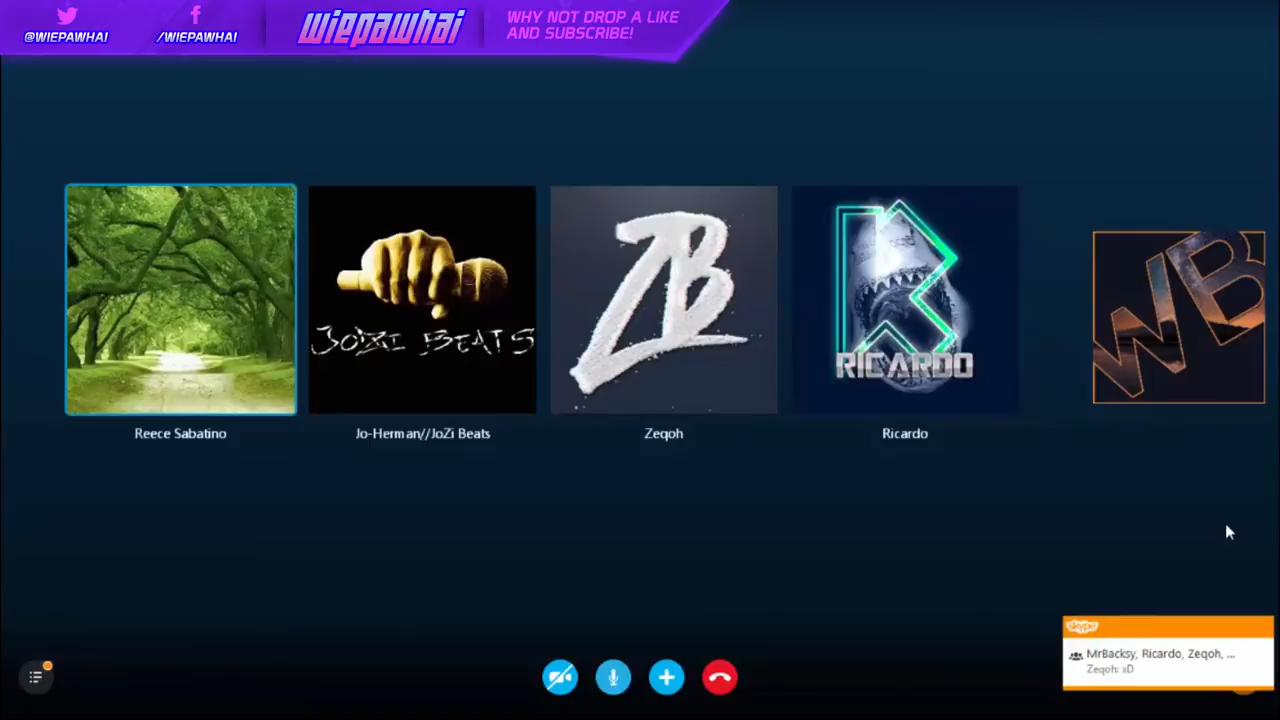 @WIEPAWHAI
/WIEPAWHAI
wiepawhai
WHY NOT DROP A LIKE
AND SUBSCRIBE!
JOZI BEATS
ZB
RICARDO
WB
Reece Sabatino
Jo-Herman//JoZi Beats
Zeqoh
Ricardo
skype
MrBacksy, Ricardo, Zeqoh, ...
Zeqoh: xD